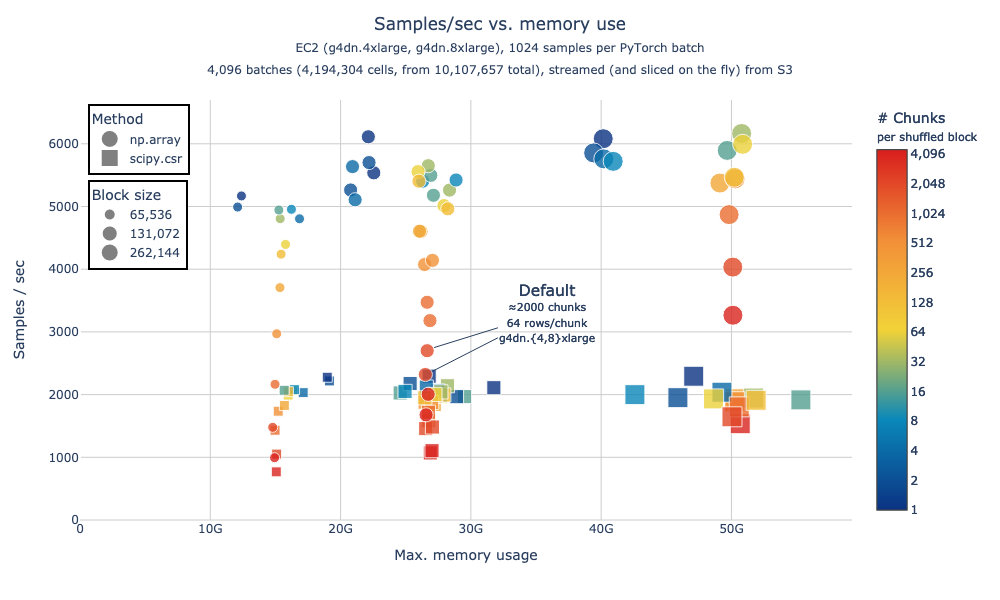 Samples/sec vs. memory use
EC2 (g4dn.4xlarge, g4dn.8xlarge), 1024 samples per PyTorch batch
4,096 batches (4,194,304 cells, from 10,107,657 total), streamed (and sliced on the fly) from S3
Method
np.array
scipy.csr
Block size
65,536
131,072
262,144
Samples / sec
6000
5000
4000
3000
2000
1000
0
Default
≈2000 chunks
64 rows/chunk
g4dn.{4,8}xlarge
0
10G
20G
30G
40G
50G
Max. memory usage
# Chunks
per shuffled block
4,096
2,048
1,024
512
256
128
64
32
16
8
4
2
1